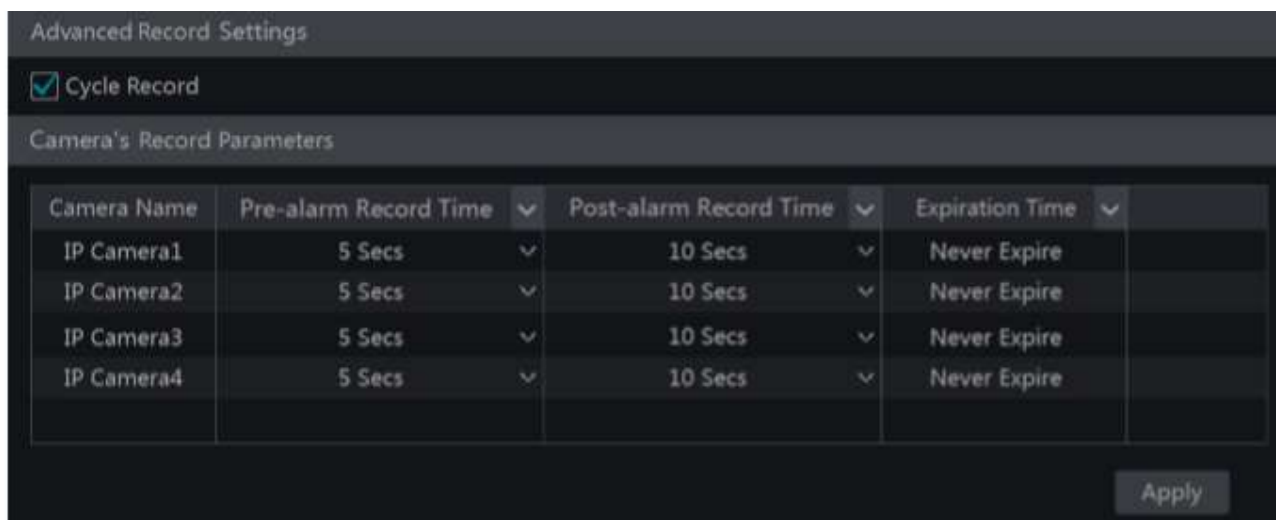 Advanced Record Settings
Cycle Record
Camera's Record Parameters
Camera Name Pre-alarm Record Time Post-alarm Record Time Expiration Time
IP Camera1 5 Secs 10 Secs Never Expire
IP Camera2 5 Secs 10 Secs Never Expire
IP Camera3 5 Secs 10 Secs Never Expire
IP Camera4 5 Secs 10 Secs Never Expire
Apply